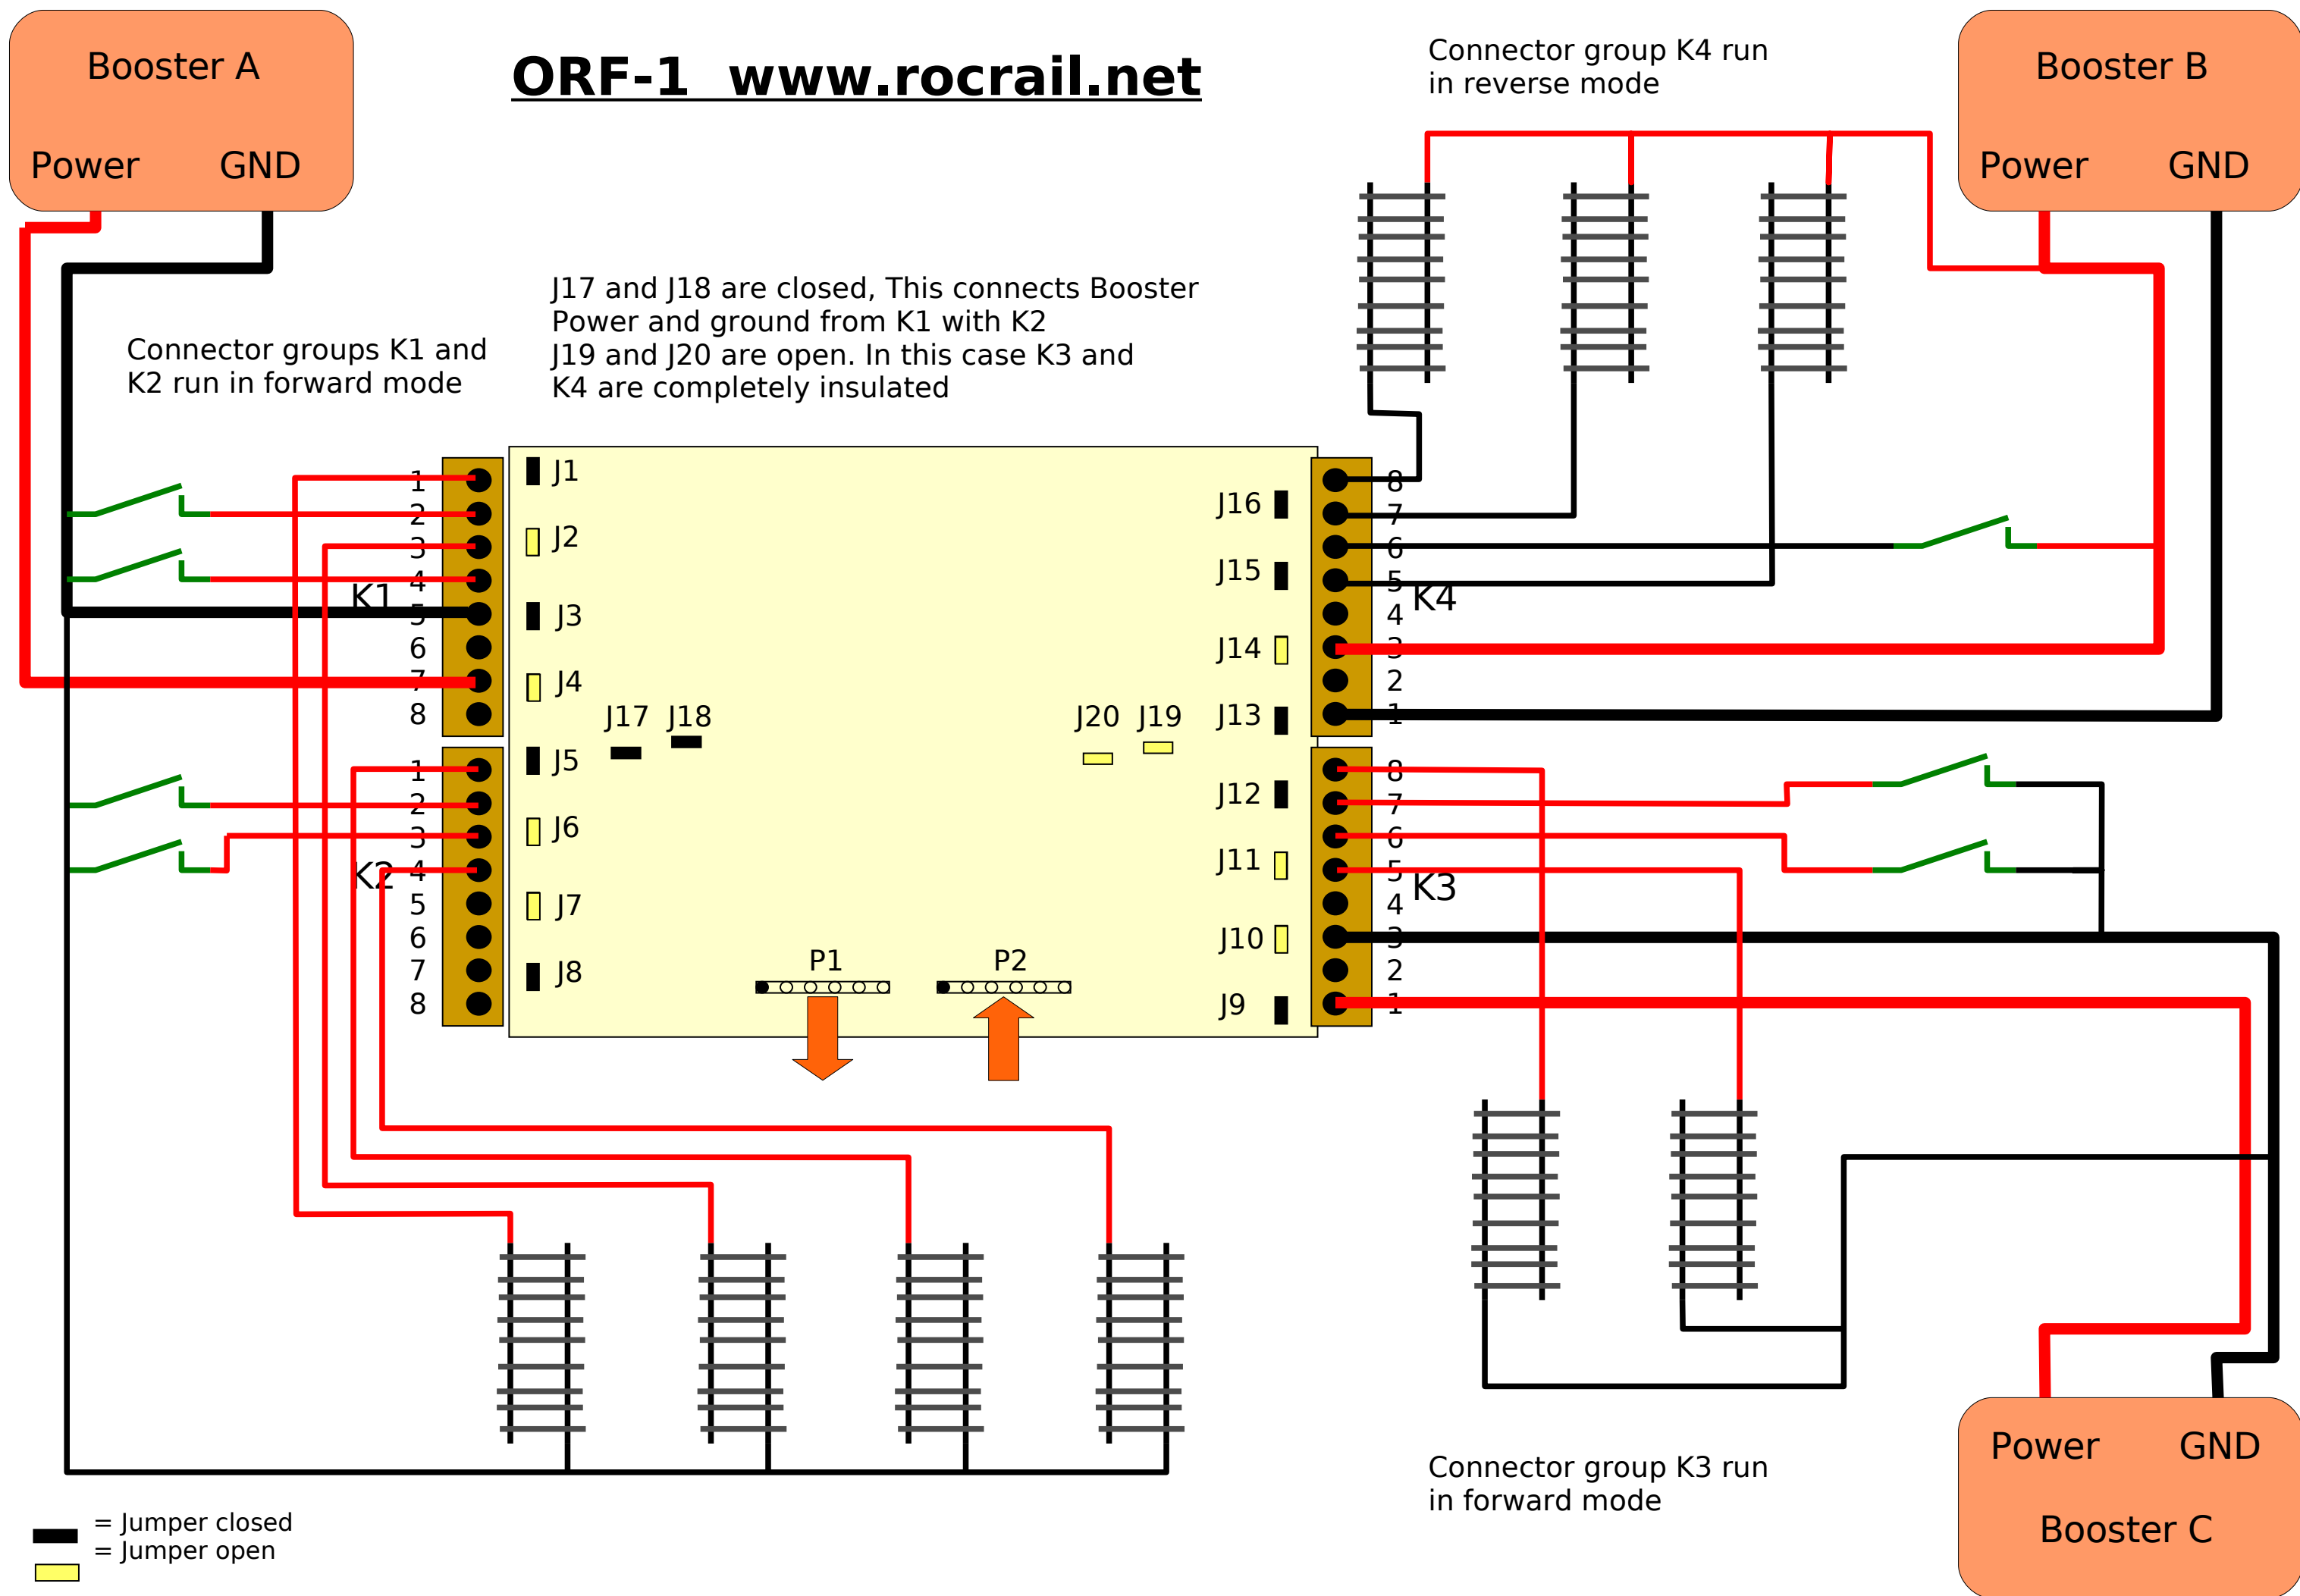 Booster A
Power GND
ORF-1 www.rocrail.net
Connector group K4 run
in reverse mode
Booster B
Power GND
J17 and J18 are closed, This connects Booster
Power and ground from K1 with K2
J19 and J20 are open. In this case K3 and
K4 are completely insulated
Connector groups K1 and
K2 run in forward mode
K1
1
2
3
4
5
6
7
8
K2
1
2
3
4
5
6
7
8
J1
J2
J3
J4
J5
J6
J7
J8
J17 J18
J20 J19
P1 P2
J16
J15
J14
J13
J12
J11
J10
J9
8
7
6
5
4
3
2
1
K4
8
7
6
5
4
3
2
1
K3
Connector group K3 run
in forward mode
Power GND
Booster C
= Jumper closed
= Jumper open